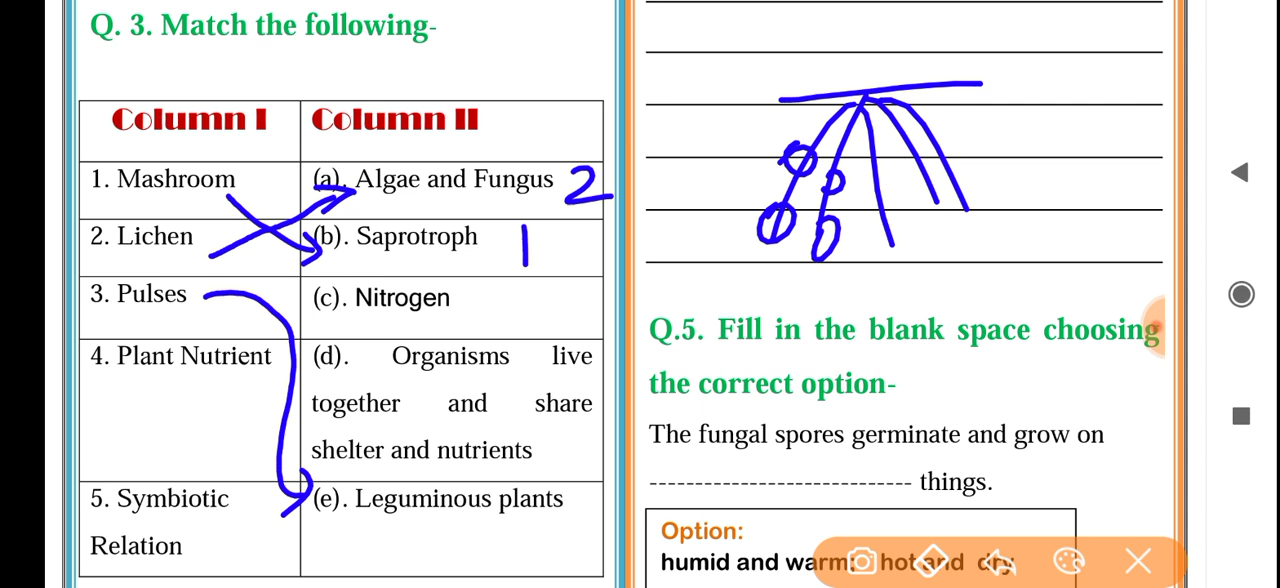 Q. 3. Match the following-
Column I Column II
1. Mashroom (a). Algae and Fungus 2
2. Lichen (b). Saprotroph 1
3. Pulses (c). Nitrogen
4. Plant Nutrient (d). Organisms live
together and share
shelter and nutrients
5. Symbiotic (e). Leguminous plants
Relation
Q.5. Fill in the blank space choosing
the correct option-
The fungal spores germinate and grow on
---------------------------- things.
Option:
humid and warm; hot and dry